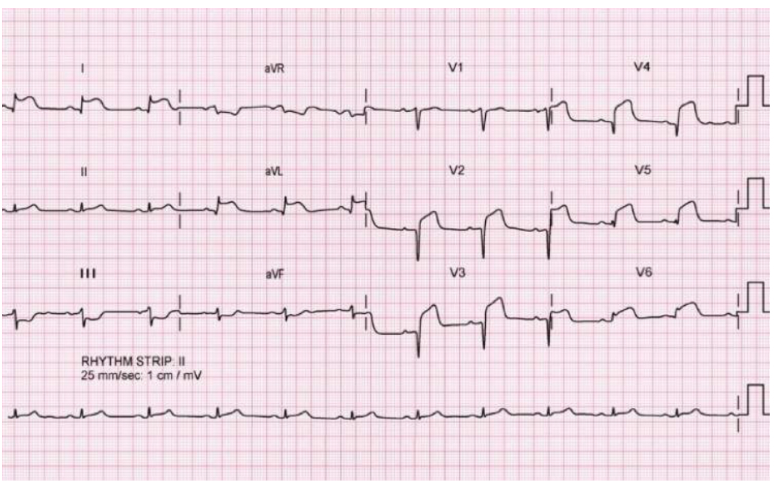 I aVR V1 V4
II aVL V2 V5
III aVF V3 V6
RHYTHM STRIP: II
25 mm/sec: 1 cm / mV